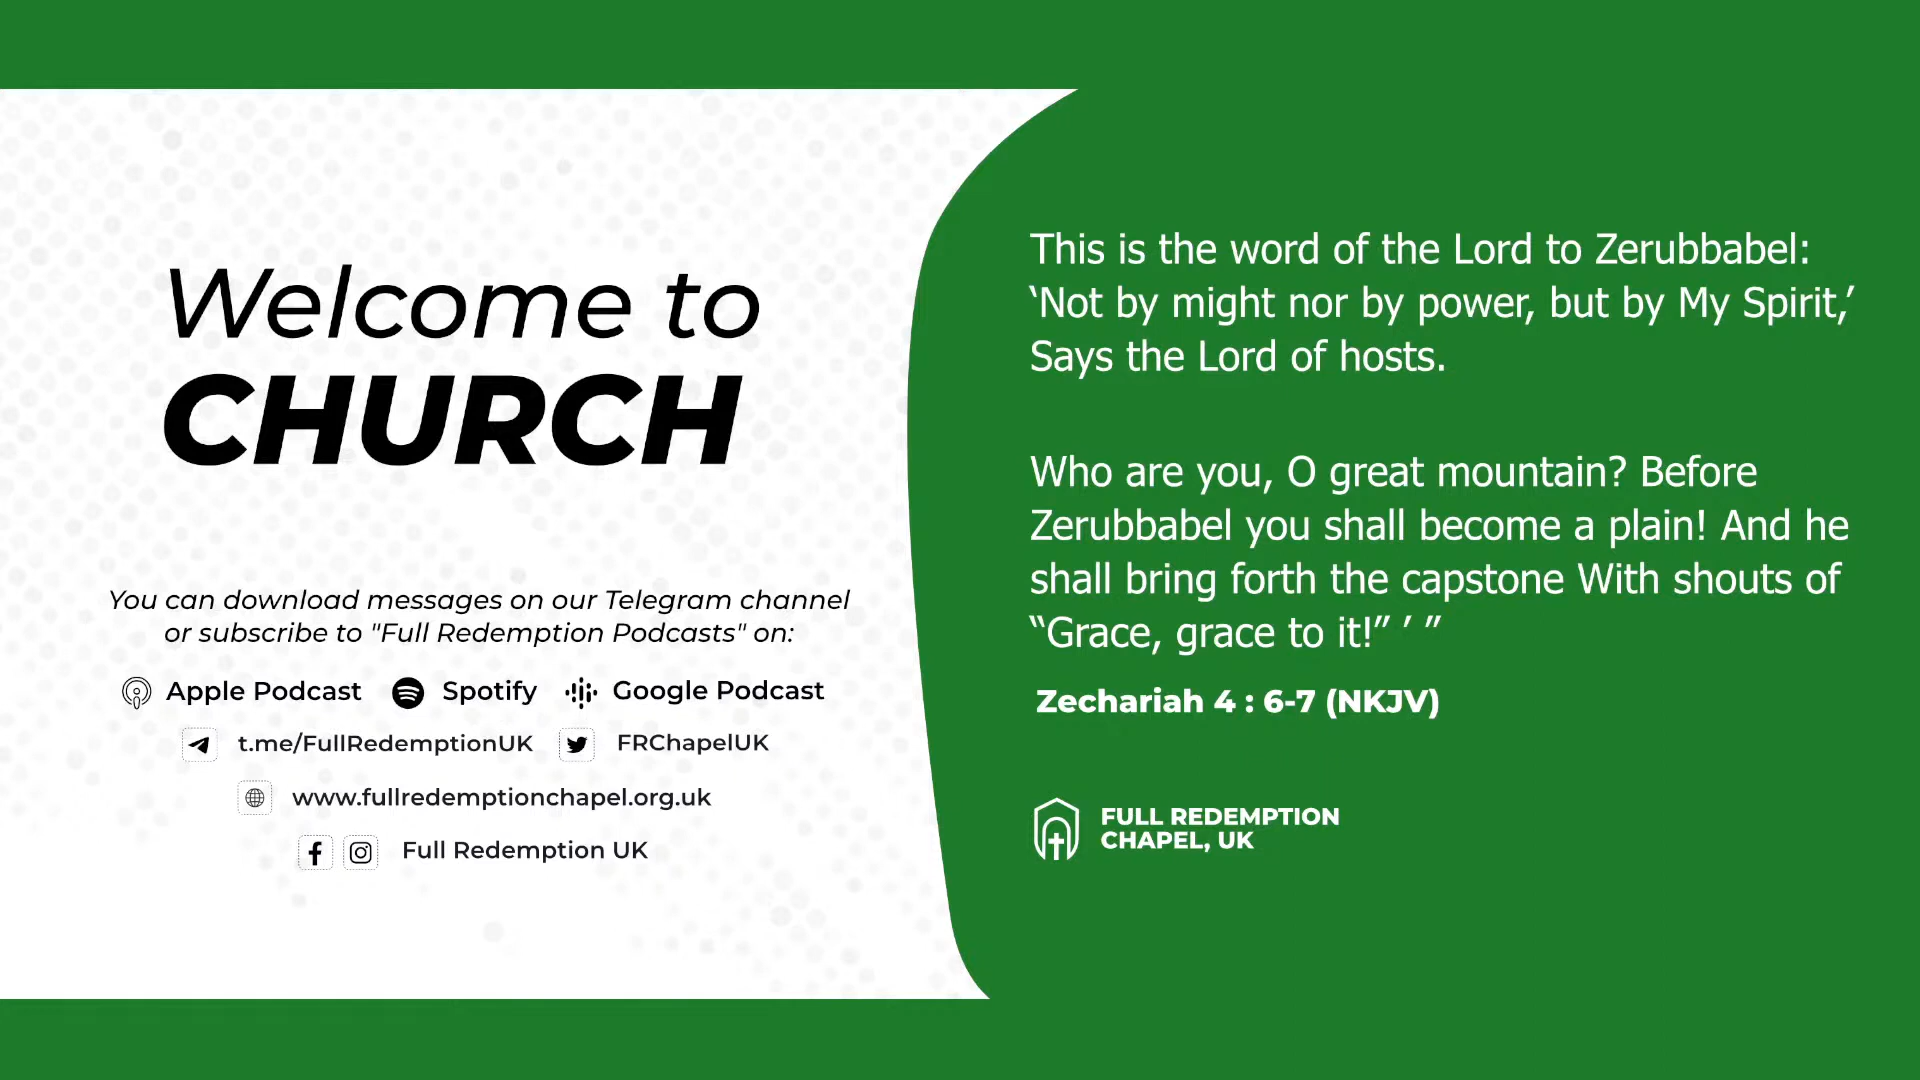 Welcome to
CHURCH
You can download messages on our Telegram channel
or subscribe to "Full Redemption Podcasts" on:
Apple Podcast Spotify Google Podcast
t.me/FullRedemptionUK FRChapelUK
www.fullredemptionchapel.org.uk
Full Redemption UK
This is the word of the Lord to Zerubbabel:
‘Not by might nor by power, but by My Spirit,’
Says the Lord of hosts.
Who are you, O great mountain? Before
Zerubbabel you shall become a plain! And he
shall bring forth the capstone With shouts of
“Grace, grace to it!” ’ ”
Zechariah 4 : 6-7 (NKJV)
FULL REDEMPTION
CHAPEL, UK